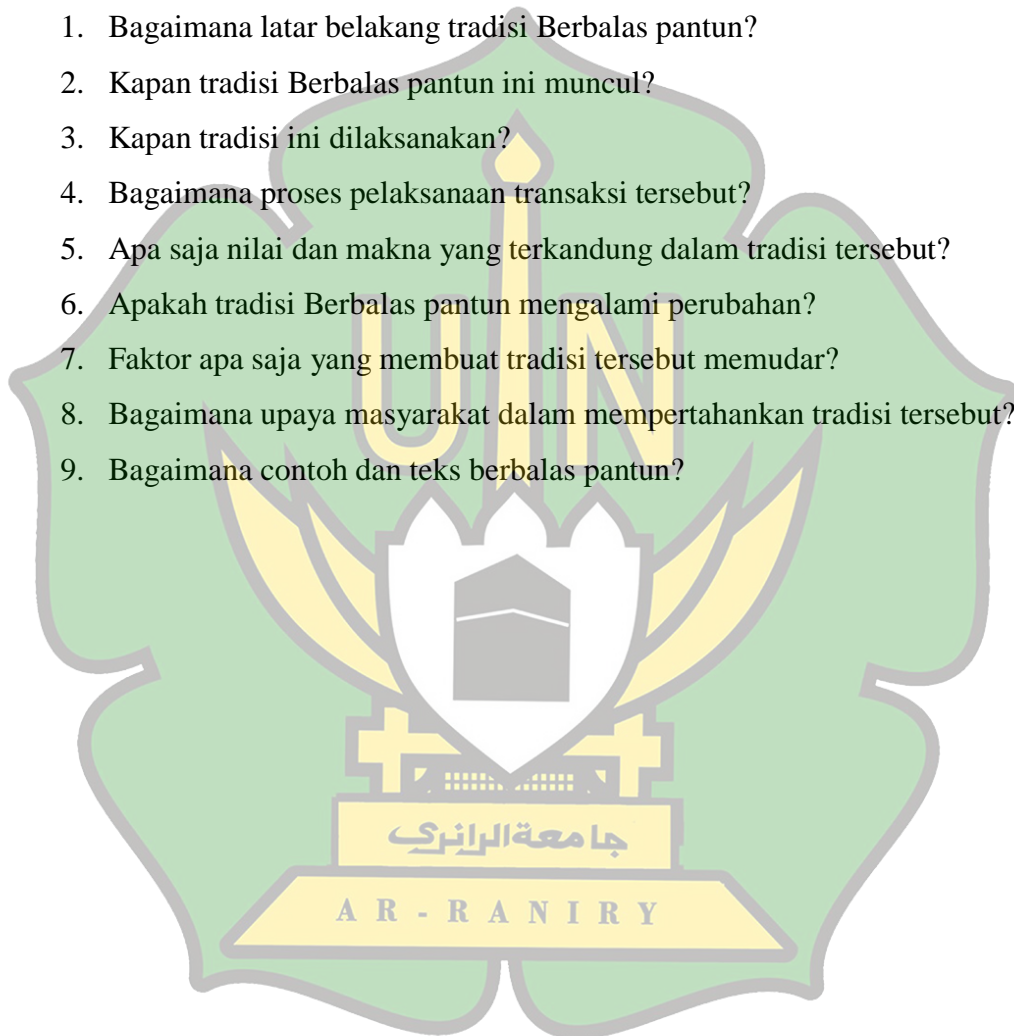 1. Bagaimana latar belakang tradisi Berbalas pantun?
2. Kapan tradisi Berbalas pantun ini muncul?
3. Kapan tradisi ini dilaksanakan?
4. Bagaimana proses pelaksanaan transaksi tersebut?
5. Apa saja nilai dan makna yang terkandung dalam tradisi tersebut?
6. Apakah tradisi Berbalas pantun mengalami perubahan?
7. Faktor apa saja yang membuat tradisi tersebut memudar?
8. Bagaimana upaya masyarakat dalam mempertahankan tradisi tersebut?
9. Bagaimana contoh dan teks berbalas pantun?
UIN
جامعةالرانري
AR-RANIRY